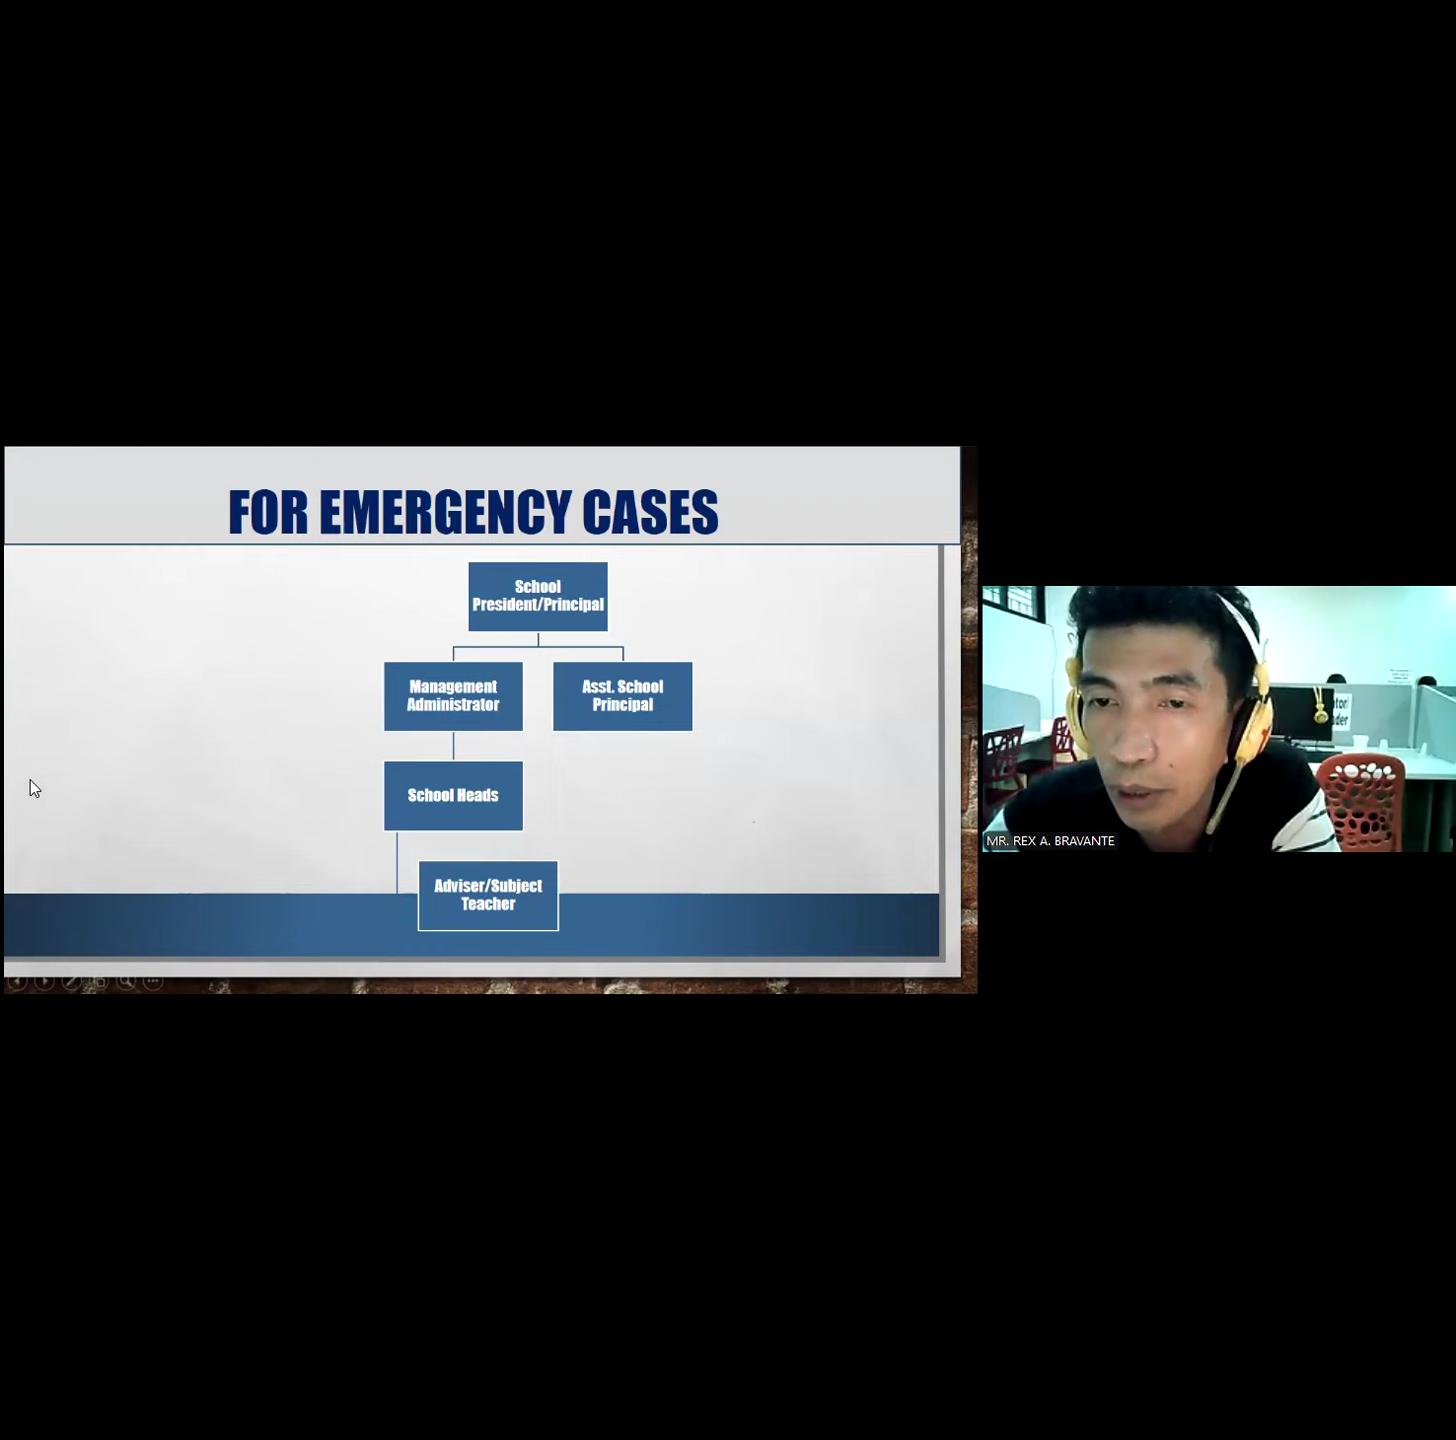 FOR EMERGENCY CASES
School
President/Principal
Management
Administrator
Asst. School
Principal
School Heads
Adviser/Subject
Teacher
MR. REX A. BRAVANTE